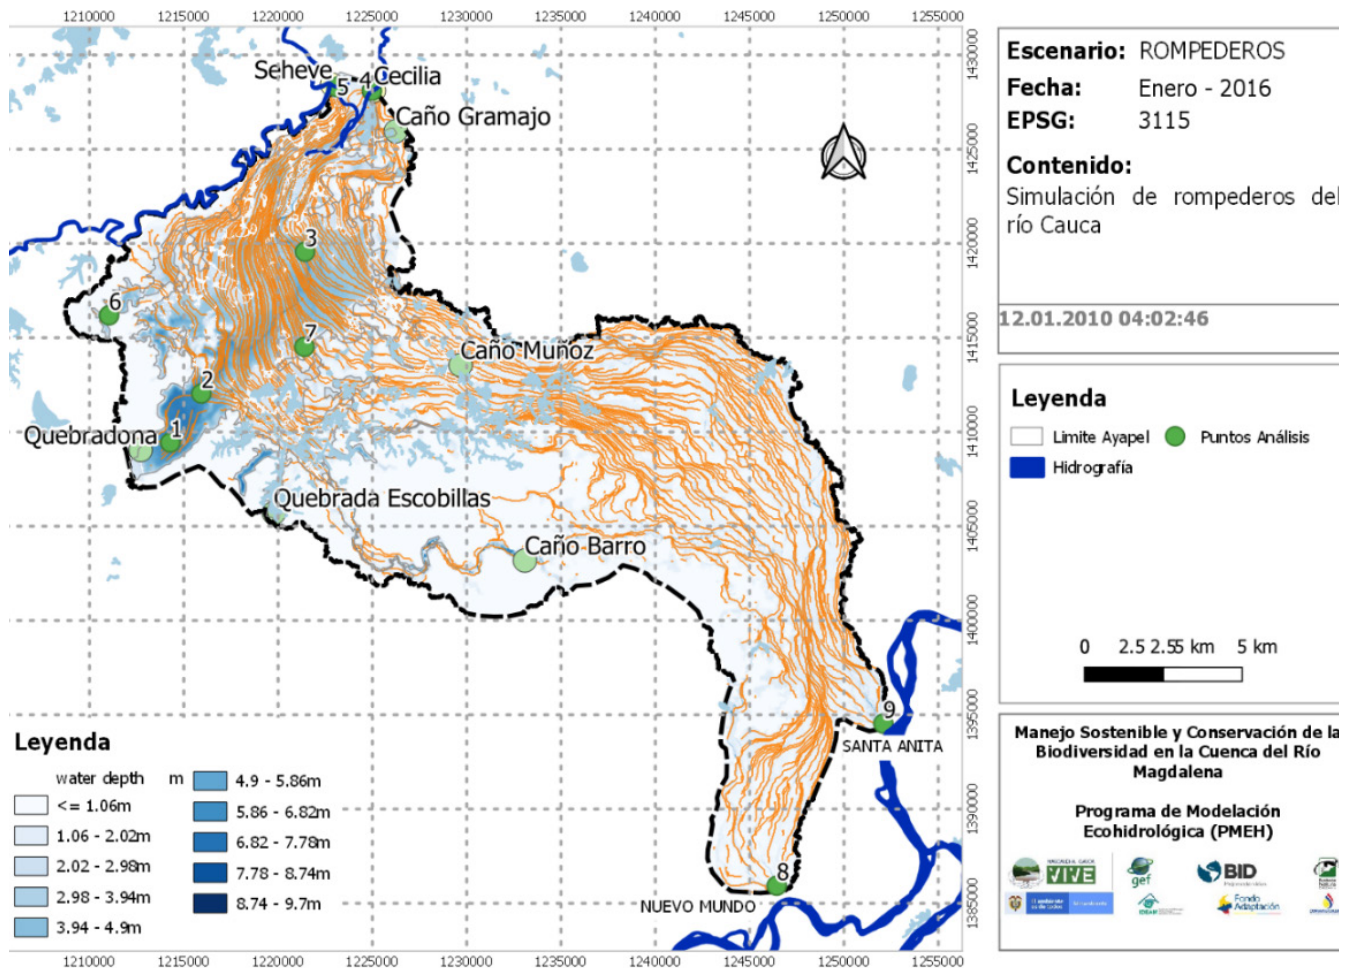 1210000 1215000 1220000 1225000 1230000 1235000 1240000 1245000 1250000 1255000
1430000
1425000
1420000
1415000
1410000
1405000
1400000
1395000
1390000
1385000
Seheve
5
4
Cecilia
Caño Gramajo
3
6
7
Caño Muñoz
2
Quebradona
1
Quebrada Escobillas
Caño Barro
9
SANTA ANITA
8
NUEVO MUNDO
Leyenda
water depth m
<= 1.06m
1.06 - 2.02m
2.02 - 2.98m
2.98 - 3.94m
3.94 - 4.9m
4.9 - 5.86m
5.86 - 6.82m
6.82 - 7.78m
7.78 - 8.74m
8.74 - 9.7m
1210000 1215000 1220000 1225000 1230000 1235000 1240000 1245000 1250000 1255000
Escenario: ROMPEDEROS
Fecha: Enero - 2016
EPSG: 3115
Contenido:
Simulación de rompederos del
río Cauca
12.01.2010 04:02:46
Leyenda
Limite Ayapel
Puntos Análisis
Hidrografía
0 2.5 2.55 km 5 km
Manejo Sostenible y Conservación de la
Biodiversidad en la Cuenca del Río
Magdalena
Programa de Modelación
Ecohidrológica (PMEH)
VIVE
gef
BID
IDEAM
Fondo
Adaptación